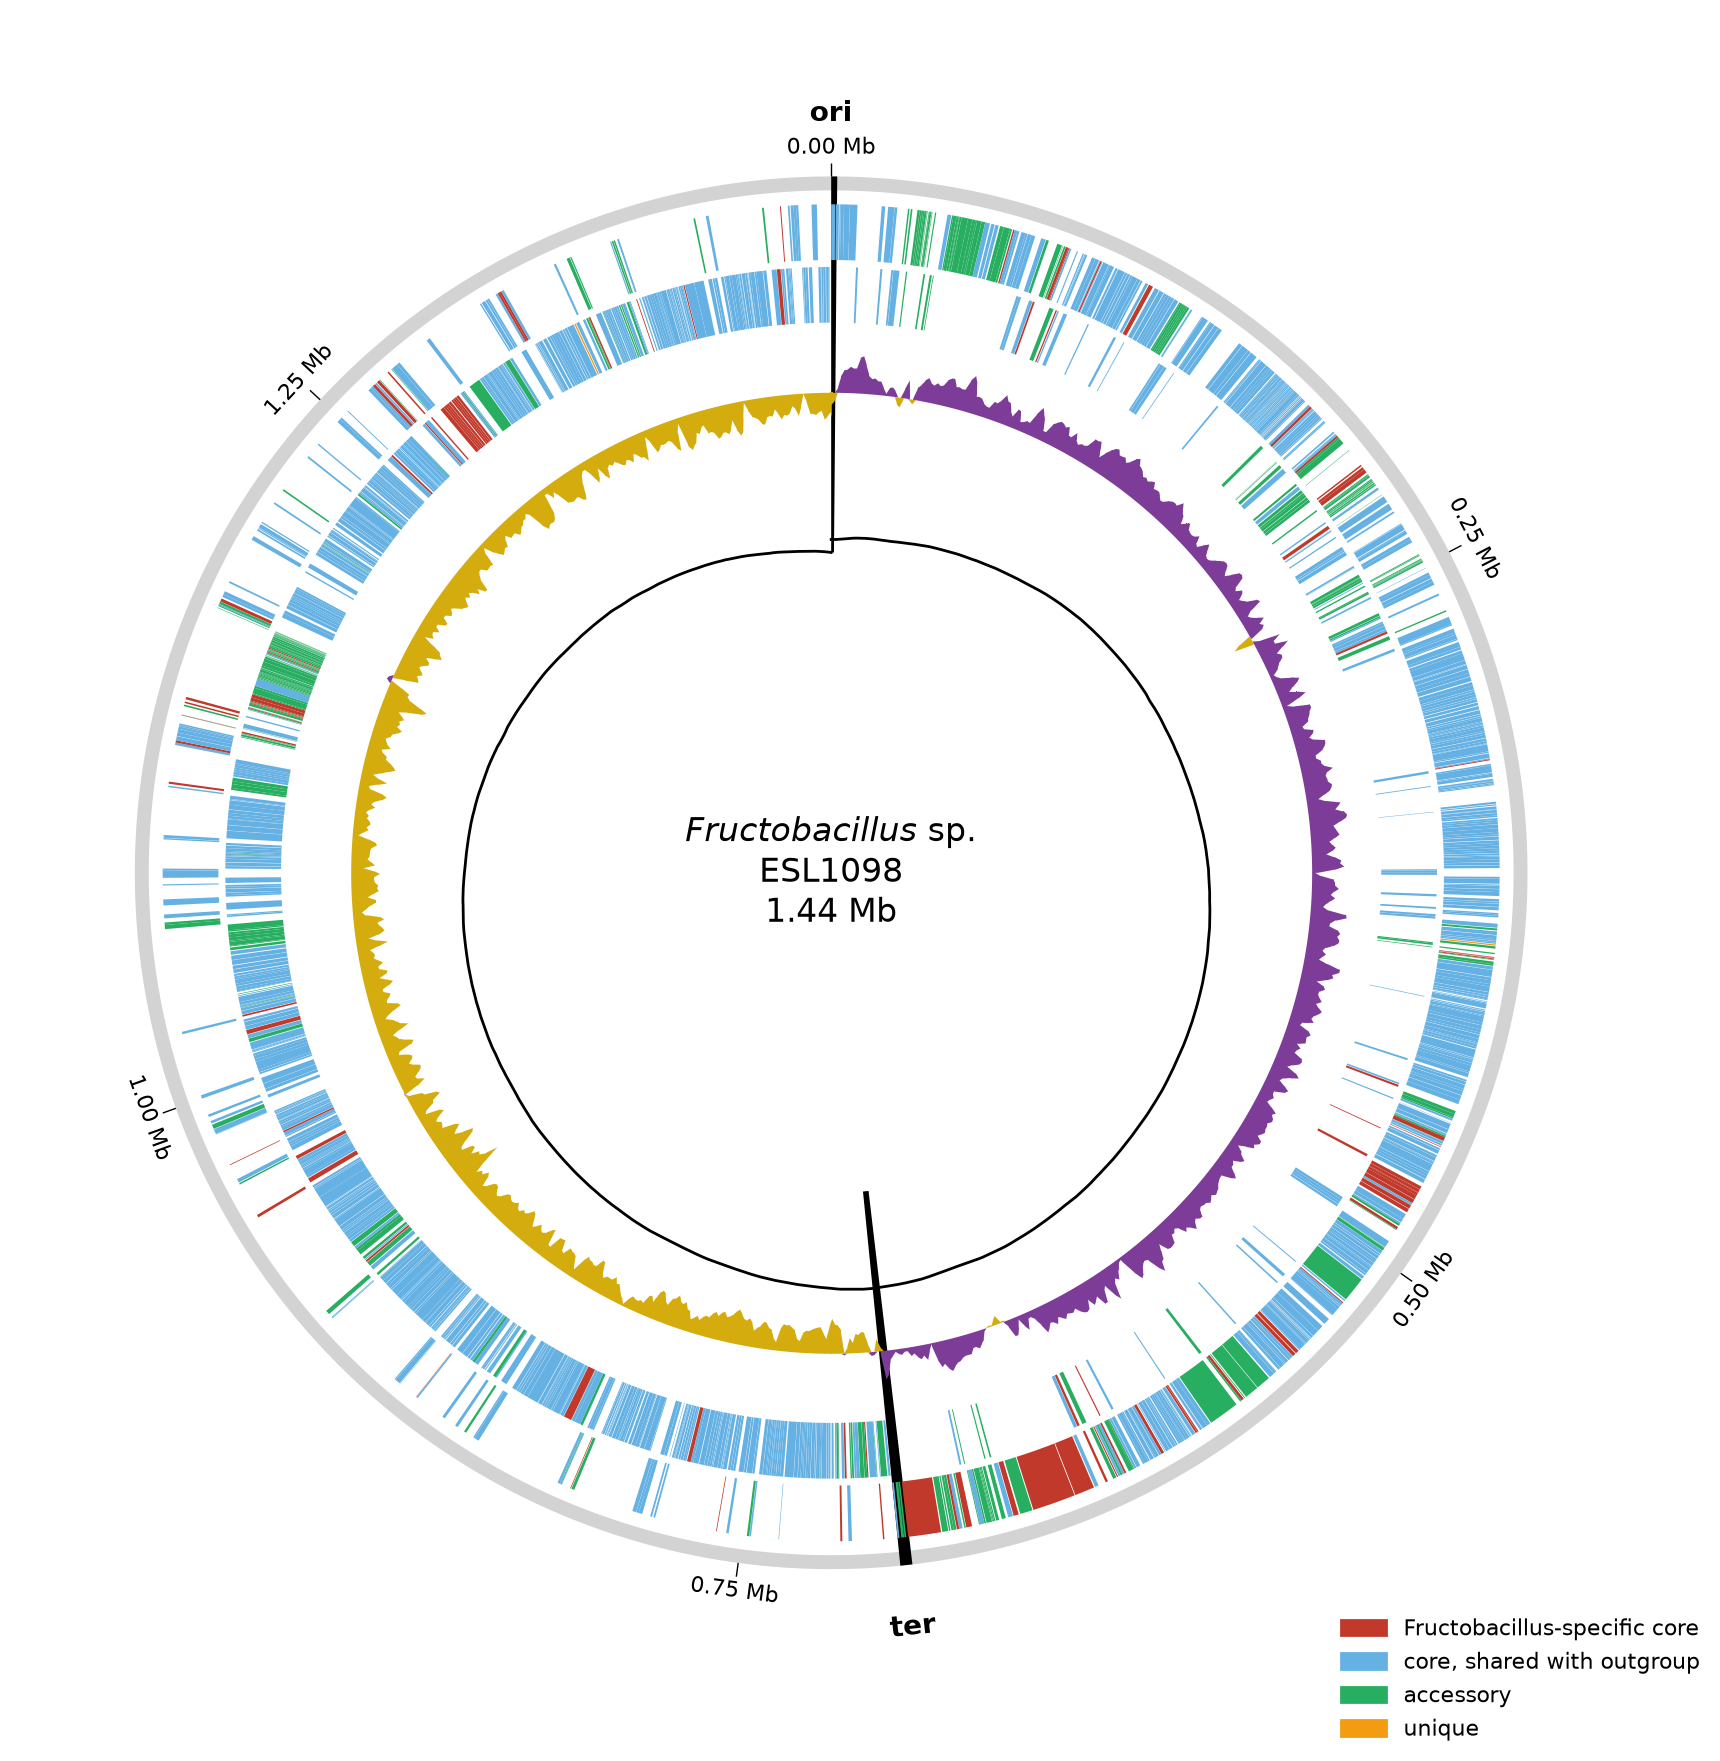 ori
0.00 Mb
1.25 Mb
0.25 Mb
Fructobacillus sp.
ESL1098
1.44 Mb
1.00 Mb
0.50 Mb
0.75 Mb
ter
Fructobacillus-specific core
core, shared with outgroup
accessory
unique